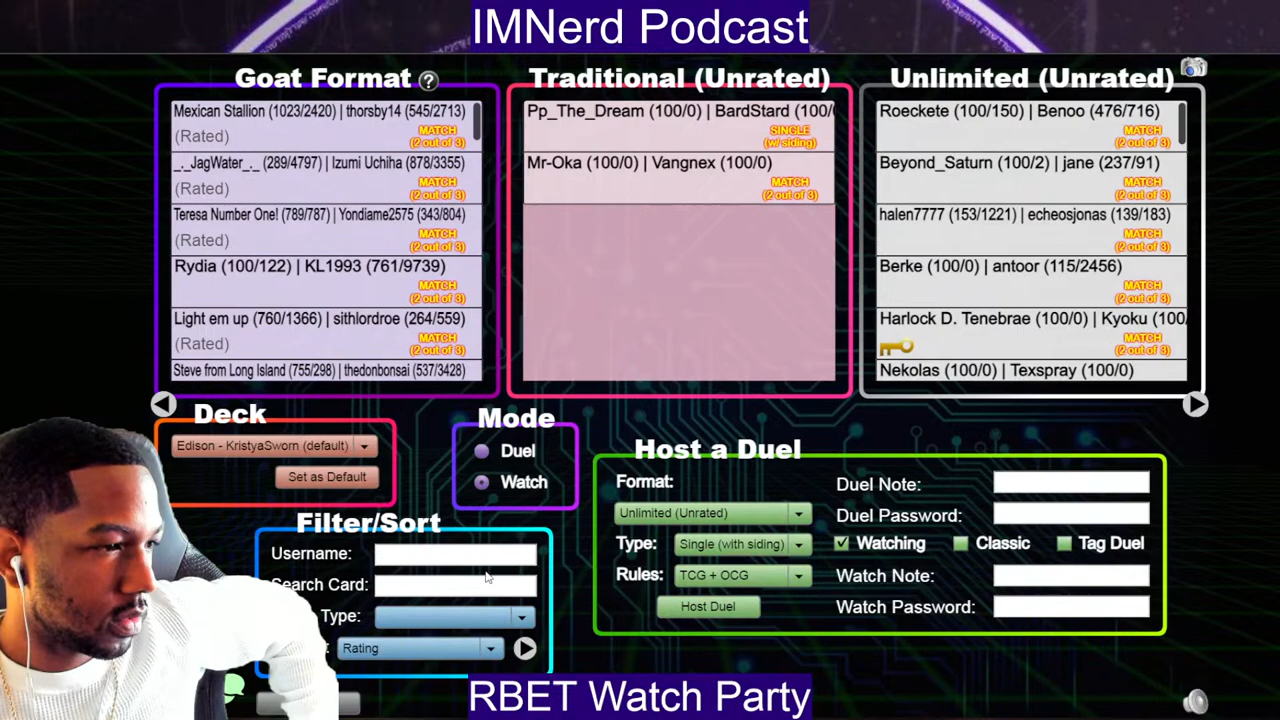 IMNerd Podcast
Goat Format ?
Mexican Stallion (1023/2420) | thorsby14 (545/2713)
(Rated)
MATCH
(2 out of 3)
_._JagWater_._ (289/4797) | Izumi Uchiha (878/3355)
(Rated)
MATCH
(2 out of 3)
Teresa Number One! (789/787) | Yondiame2575 (343/804)
(Rated)
MATCH
(2 out of 3)
Rydia (100/122) | KL1993 (761/9739)
MATCH
(2 out of 3)
Light em up (760/1366) | sithlordroe (264/559)
(Rated)
MATCH
(2 out of 3)
Steve from Long Island (755/298) | thedonbonsai (537/3428)
Traditional (Unrated)
Pp_The_Dream (100/0) | BardStard (100/
SINGLE
(w/ siding)
Mr-Oka (100/0) | Vangnex (100/0)
MATCH
(2 out of 3)
Unlimited (Unrated)
Roeckete (100/150) | Benoo (476/716)
MATCH
(2 out of 3)
Beyond_Saturn (100/2) | jane (237/91)
MATCH
(2 out of 3)
halen7777 (153/1221) | echeosjonas (139/183)
MATCH
(2 out of 3)
Berke (100/0) | antoor (115/2456)
MATCH
(2 out of 3)
Harlock D. Tenebrae (100/0) | Kyoku (100/
MATCH
(2 out of 3)
Nekolas (100/0) | Texspray (100/0)
Deck
Edison - KristyaSworn (default)
Set as Default
Mode
Duel
Watch
Filter/Sort
Username:
Search Card:
Type:
Rating
Host a Duel
Format:
Unlimited (Unrated)
Type:
Single (with siding)
Rules:
TCG + OCG
Host Duel
Duel Note:
Duel Password:
Watching
Classic
Tag Duel
Watch Note:
Watch Password:
RBET Watch Party